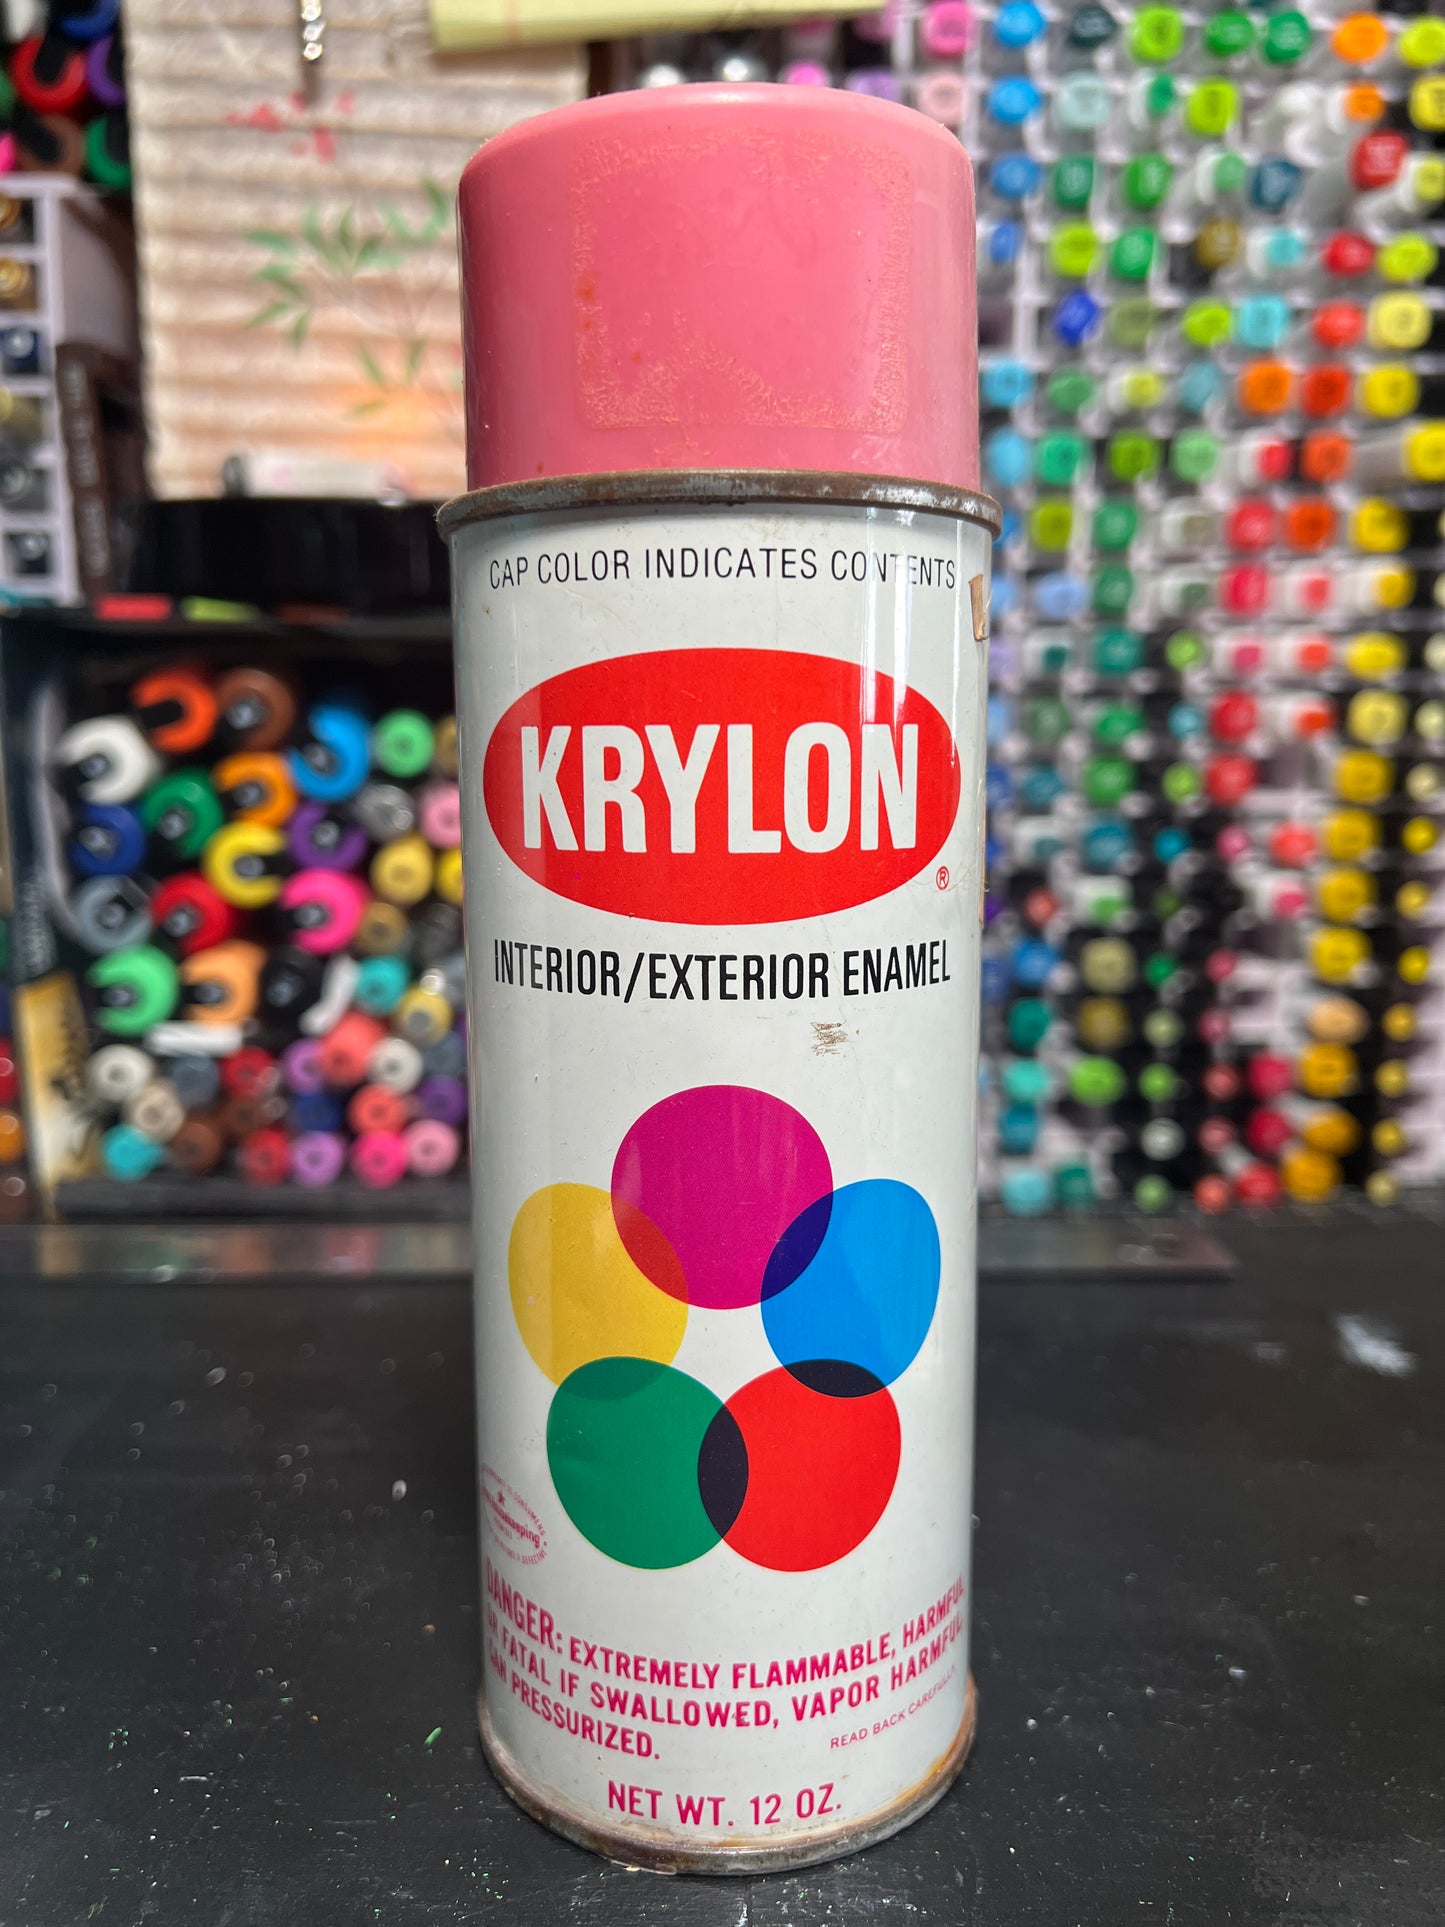 CAP COLOR INDICATES CONTENTS
KRYLON
®
INTERIOR/EXTERIOR ENAMEL
DANGER: EXTREMELY FLAMMABLE, HARMFUL
OR FATAL IF SWALLOWED, VAPOR HARMFUL.
CAN PRESSURIZED.
READ BACK CAREFULLY.
NET WT. 12 OZ.